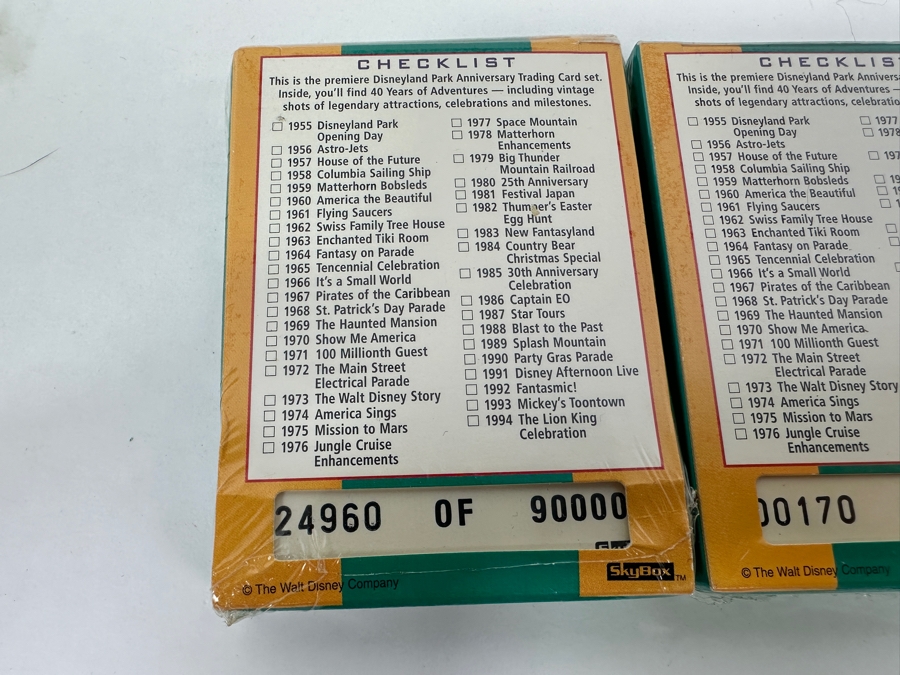 CHECKLIST
This is the premiere Disneyland Park Anniversary Trading Card set.
Inside, you'll find 40 Years of Adventures — including vintage
shots of legendary attractions, celebrations and milestones.
1955 Disneyland Park
Opening Day
1956 Astro-Jets
1957 House of the Future
1958 Columbia Sailing Ship
1959 Matterhorn Bobsleds
1960 America the Beautiful
1961 Flying Saucers
1962 Swiss Family Tree House
1963 Enchanted Tiki Room
1964 Fantasy on Parade
1965 Tencennial Celebration
1966 It's a Small World
1967 Pirates of the Caribbean
1968 St. Patrick's Day Parade
1969 The Haunted Mansion
1970 Show Me America
1971 100 Millionth Guest
1972 The Main Street
Electrical Parade
1973 The Walt Disney Story
1974 America Sings
1975 Mission to Mars
1976 Jungle Cruise
Enhancements
1977 Space Mountain
1978 Matterhorn
Enhancements
1979 Big Thunder
Mountain Railroad
1980 25th Anniversary
1981 Festival Japan
1982 Thumper's Easter
Egg Hunt
1983 New Fantasyland
1984 Country Bear
Christmas Special
1985 30th Anniversary
Celebration
1986 Captain EO
1987 Star Tours
1988 Blast to the Past
1989 Splash Mountain
1990 Party Gras Parade
1991 Disney Afternoon Live
1992 Fantasmic!
1993 Mickey's Toontown
1994 The Lion King
Celebration
24960 OF 90000
SkyBox™
© The Walt Disney Company
CHECKLIST
This is the premiere Disneyland Park Annivers
Inside, you'll find 40 Years of Adventures —
shots of legendary attractions, celebratio
1955 Disneyland Park
Opening Day
1956 Astro-Jets
1957 House of the Future
1958 Columbia Sailing Ship
1959 Matterhorn Bobsleds
1960 America the Beautiful
1961 Flying Saucers
1962 Swiss Family Tree House
1963 Enchanted Tiki Room
1964 Fantasy on Parade
1965 Tencennial Celebration
1966 It's a Small World
1967 Pirates of the Caribbean
1968 St. Patrick's Day Parade
1969 The Haunted Mansion
1970 Show Me America
1971 100 Millionth Guest
1972 The Main Street
Electrical Parade
1973 The Walt Disney Story
1974 America Sings
1975 Mission to Mars
1976 Jungle Cruise
Enhancements
1977
1978
197
19
1
00170
© The Walt Disney Company